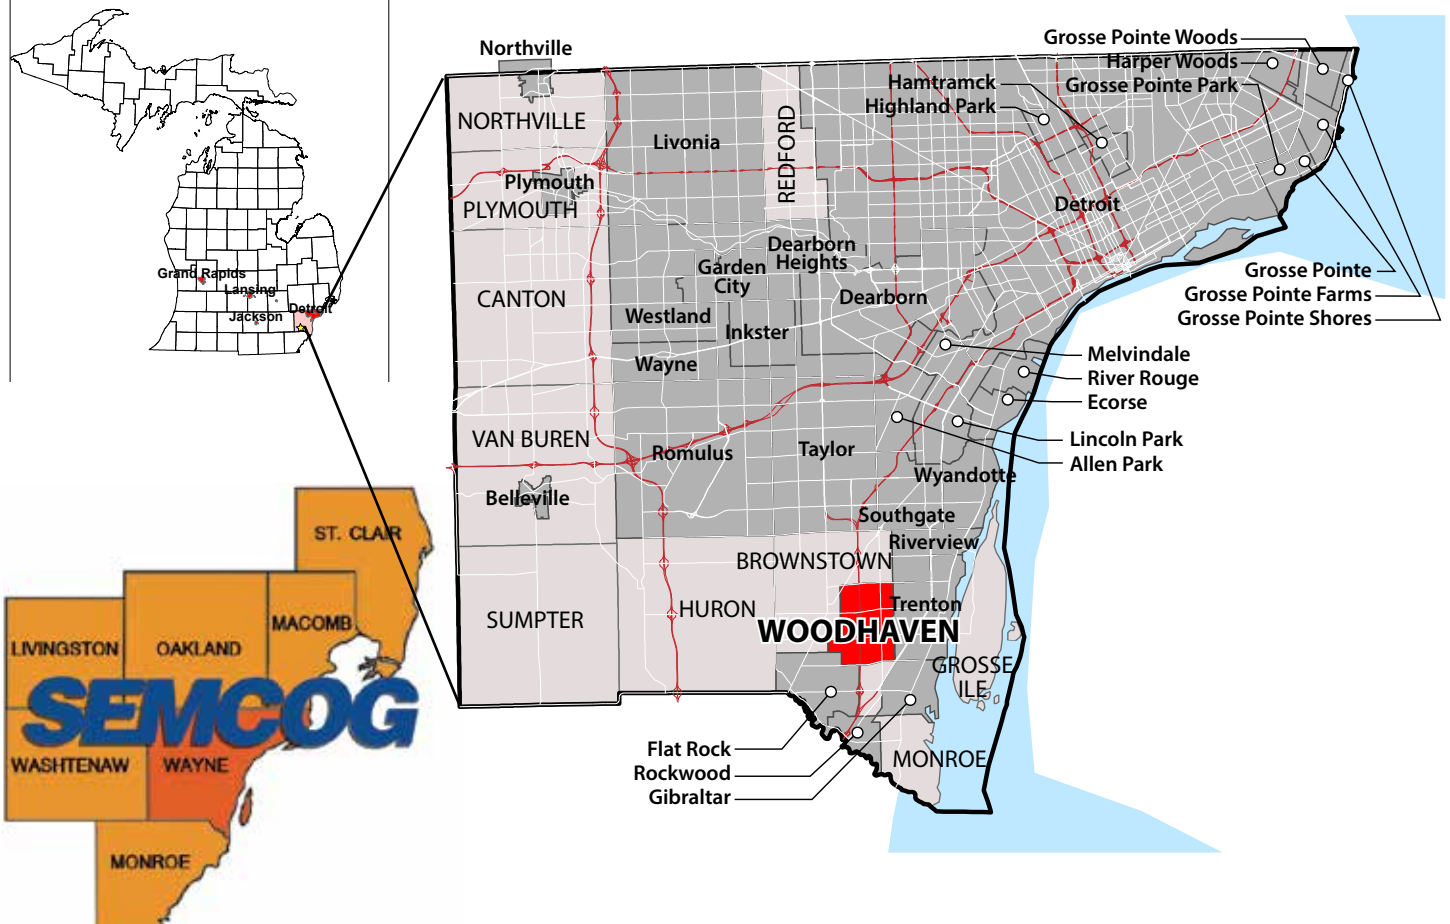 Grand Rapids
Lansing
Jackson
Detroit
Northville
NORTHVILLE
Livonia
REDFORD
Hamtramck
Highland Park
Grosse Pointe Woods
Harper Woods
Grosse Pointe Park
Plymouth
PLYMOUTH
Detroit
Dearborn
Heights
Garden
City
CANTON
Dearborn
Westland
Inkster
Wayne
Grosse Pointe
Grosse Pointe Farms
Grosse Pointe Shores
Melvindale
River Rouge
Ecorse
Lincoln Park
Allen Park
VAN BUREN
Romulus
Taylor
Wyandotte
Belleville
Southgate
Riverview
BROWNSTOWN
SUMPTER
HURON
Trenton
WOODHAVEN
GROSSE
ILE
Flat Rock
Rockwood
Gibraltar
MONROE
ST. CLAIR
MACOMB
LIVINGSTON
OAKLAND
SEMCOG
WASHTENAW
WAYNE
MONROE